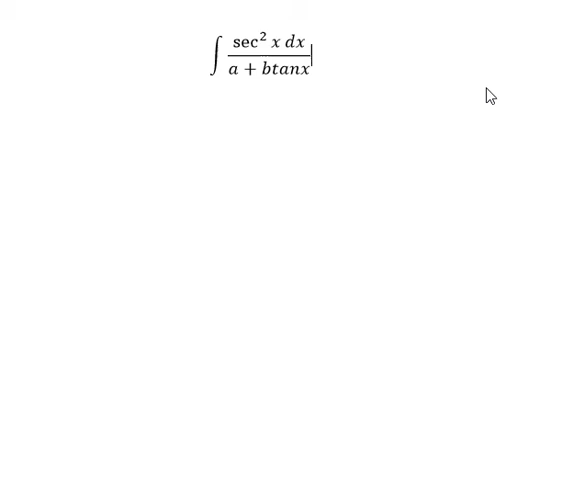 ∫ sec² x dx / a + btanx